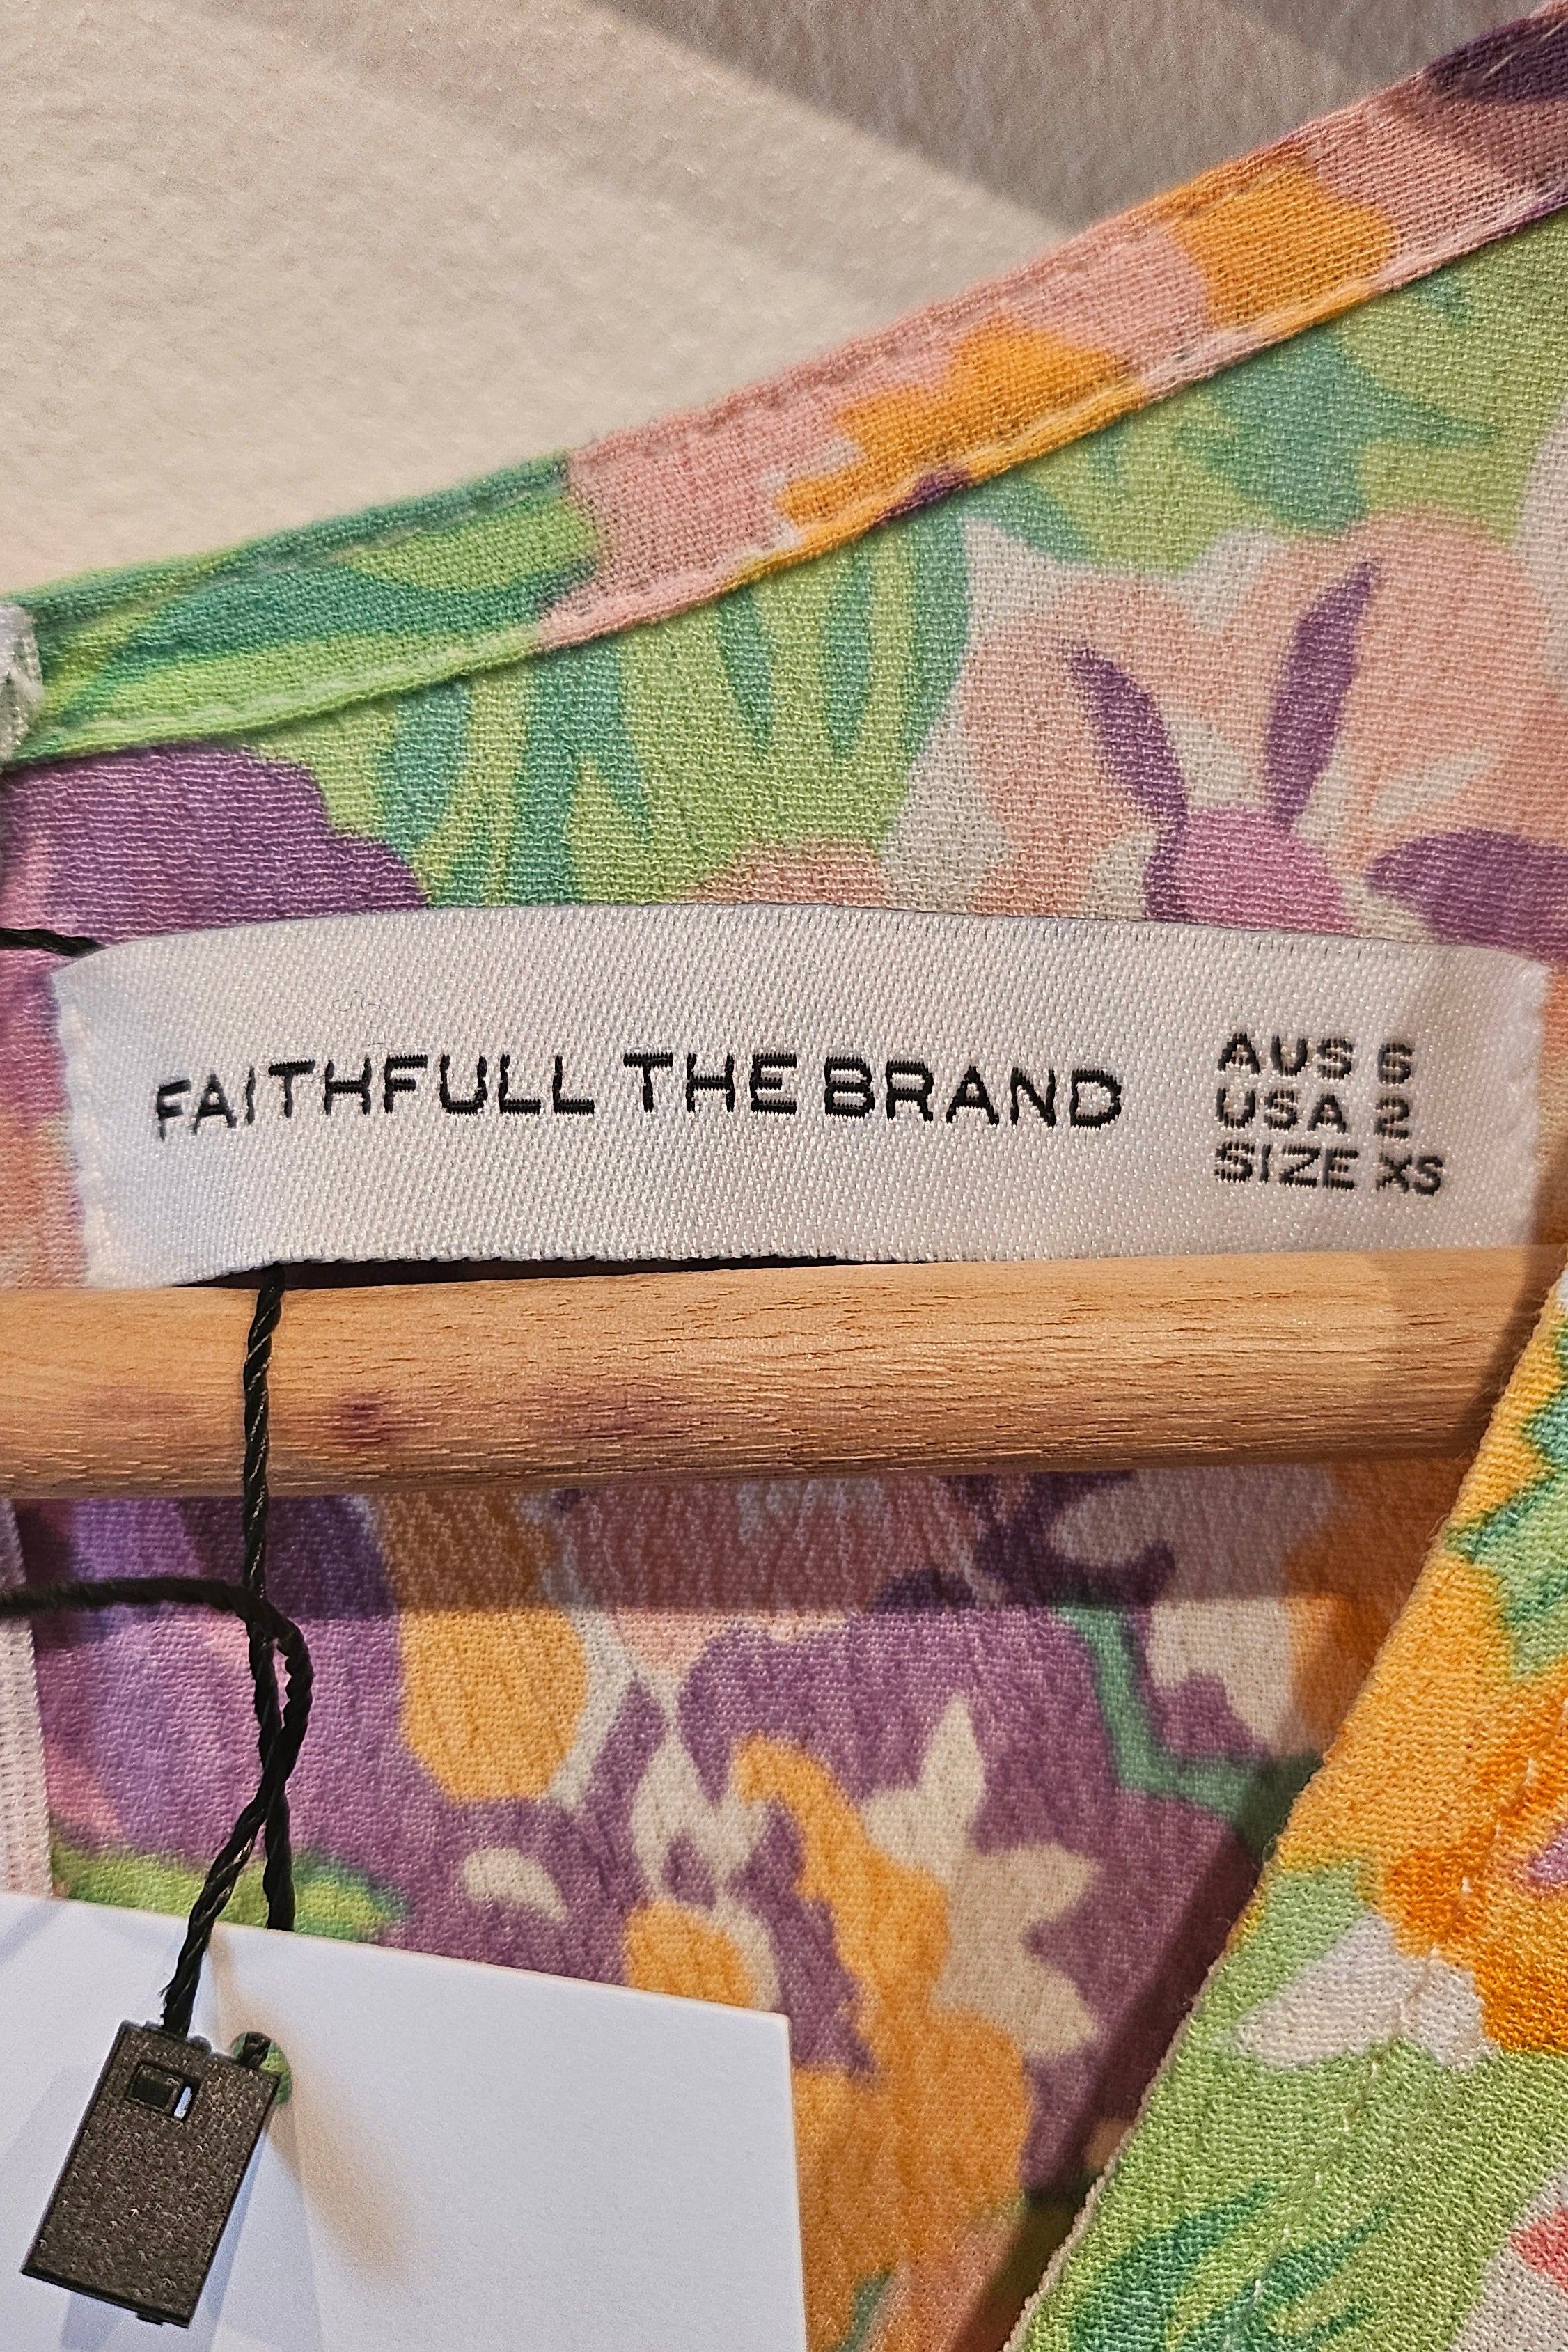 FAITHFULL THE BRAND
AUS 6
USA 2
SIZE XS